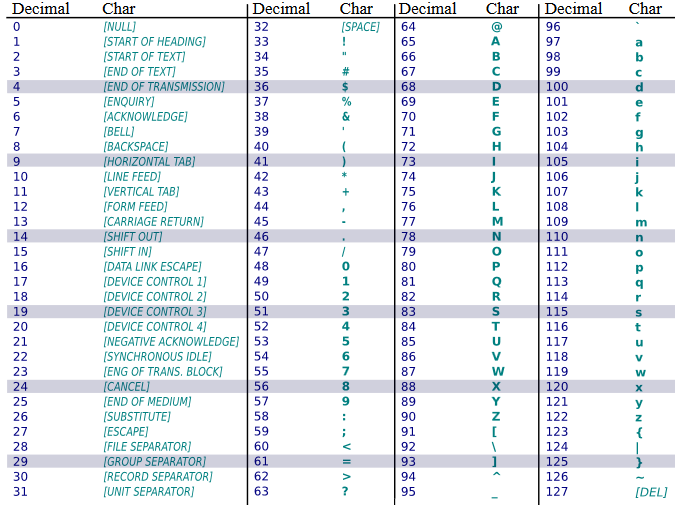 Decimal Char Decimal Char Decimal Char Decimal Char
0 [NULL] 32 [SPACE] 64 @ 96 `
1 [START OF HEADING] 33 ! 65 A 97 a
2 [START OF TEXT] 34 " 66 B 98 b
3 [END OF TEXT] 35 # 67 C 99 c
4 [END OF TRANSMISSION] 36 $ 68 D 100 d
5 [ENQUIRY] 37 % 69 E 101 e
6 [ACKNOWLEDGE] 38 & 70 F 102 f
7 [BELL] 39 ' 71 G 103 g
8 [BACKSPACE] 40 ( 72 H 104 h
9 [HORIZONTAL TAB] 41 ) 73 I 105 i
10 [LINE FEED] 42 * 74 J 106 j
11 [VERTICAL TAB] 43 + 75 K 107 k
12 [FORM FEED] 44 , 76 L 108 l
13 [CARRIAGE RETURN] 45 - 77 M 109 m
14 [SHIFT OUT] 46 . 78 N 110 n
15 [SHIFT IN] 47 / 79 O 111 o
16 [DATA LINK ESCAPE] 48 0 80 P 112 p
17 [DEVICE CONTROL 1] 49 1 81 Q 113 q
18 [DEVICE CONTROL 2] 50 2 82 R 114 r
19 [DEVICE CONTROL 3] 51 3 83 S 115 s
20 [DEVICE CONTROL 4] 52 4 84 T 116 t
21 [NEGATIVE ACKNOWLEDGE] 53 5 85 U 117 u
22 [SYNCHRONOUS IDLE] 54 6 86 V 118 v
23 [ENG OF TRANS. BLOCK] 55 7 87 W 119 w
24 [CANCEL] 56 8 88 X 120 x
25 [END OF MEDIUM] 57 9 89 Y 121 y
26 [SUBSTITUTE] 58 : 90 Z 122 z
27 [ESCAPE] 59 ; 91 [ 123 {
28 [FILE SEPARATOR] 60 < 92 \ 124 |
29 [GROUP SEPARATOR] 61 = 93 ] 125 }
30 [RECORD SEPARATOR] 62 > 94 ^ 126 ~
31 [UNIT SEPARATOR] 63 ? 95 _ 127 [DEL]